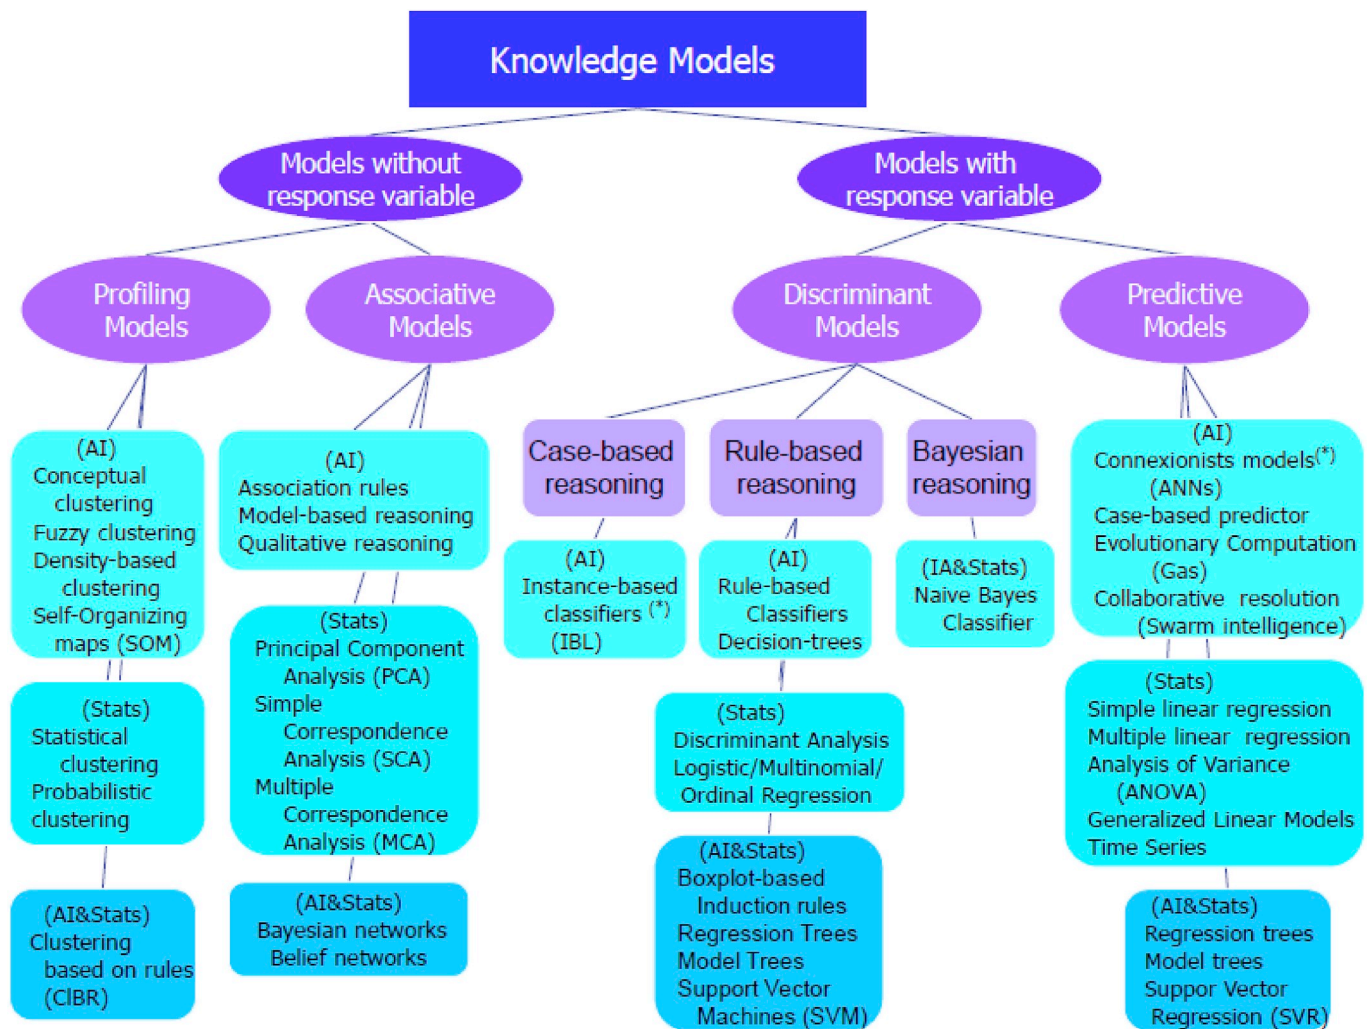 Knowledge Models
Models without
response variable
Models with
response variable
Profiling
Models
Associative
Models
Discriminant
Models
Predictive
Models
(AI)
Conceptual
clustering
Fuzzy clustering
Density-based
clustering
Self-Organizing
maps (SOM)
(Stats)
Statistical
clustering
Probabilistic
clustering
(AI&Stats)
Clustering
based on rules
(ClBR)
(AI)
Association rules
Model-based reasoning
Qualitative reasoning
(Stats)
Principal Component
Analysis (PCA)
Simple
Correspondence
Analysis (SCA)
Multiple
Correspondence
Analysis (MCA)
(AI&Stats)
Bayesian networks
Belief networks
Case-based
reasoning
(AI)
Instance-based
classifiers (*)
(IBL)
Rule-based
reasoning
(AI)
Rule-based
Classifiers
Decision-trees
(Stats)
Discriminant Analysis
Logistic/Multinomial/
Ordinal Regression
(AI&Stats)
Boxplot-based
Induction rules
Regression Trees
Model Trees
Support Vector
Machines (SVM)
Bayesian
reasoning
(IA&Stats)
Naive Bayes
Classifier
(AI)
Connexionists models(*)
(ANNs)
Case-based predictor
Evolutionary Computation
(Gas)
Collaborative resolution
(Swarm intelligence)
(Stats)
Simple linear regression
Multiple linear regression
Analysis of Variance
(ANOVA)
Generalized Linear Models
Time Series
(AI&Stats)
Regression trees
Model trees
Suppor Vector
Regression (SVR)